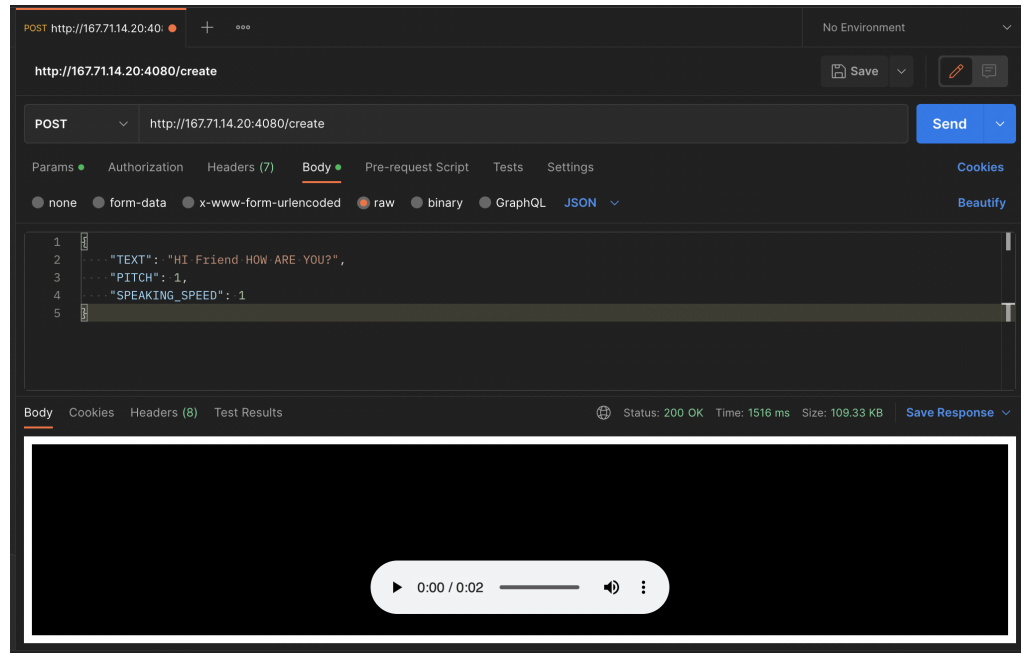 POST http://167.71.14.20:40: No Environment
http://167.71.14.20:4080/create Save
POST http://167.71.14.20:4080/create Send
Params Authorization Headers (7) Body Pre-request Script Tests Settings Cookies
none form-data x-www-form-urlencoded raw binary GraphQL JSON Beautify
1 {
2 "TEXT": "HI Friend HOW ARE YOU?",
3 "PITCH": 1,
4 "SPEAKING_SPEED": 1
5 }
Body Cookies Headers (8) Test Results Status: 200 OK Time: 1516 ms Size: 109.33 KB Save Response
0:00 / 0:02